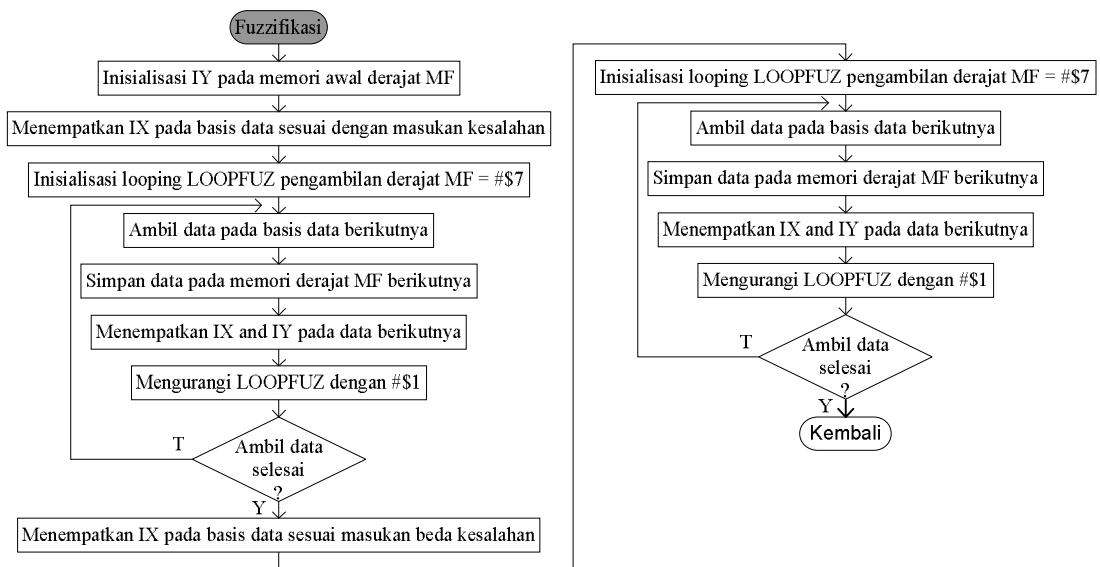 Fuzzifikasi
Inisialisasi IY pada memori awal derajat MF
Menempatkan IX pada basis data sesuai dengan masukan kesalahan
Inisialisasi looping LOOPFUZ pengambilan derajat MF = #$7
Ambil data pada basis data berikutnya
Simpan data pada memori derajat MF berikutnya
Menempatkan IX and IY pada data berikutnya
Mengurangi LOOPFUZ dengan #$1
T
Ambil data
selesai
?
Y
Menempatkan IX pada basis data sesuai masukan beda kesalahan
Inisialisasi looping LOOPFUZ pengambilan derajat MF = #$7
Ambil data pada basis data berikutnya
Simpan data pada memori derajat MF berikutnya
Menempatkan IX and IY pada data berikutnya
Mengurangi LOOPFUZ dengan #$1
T
Ambil data
selesai
?
Y
Kembali